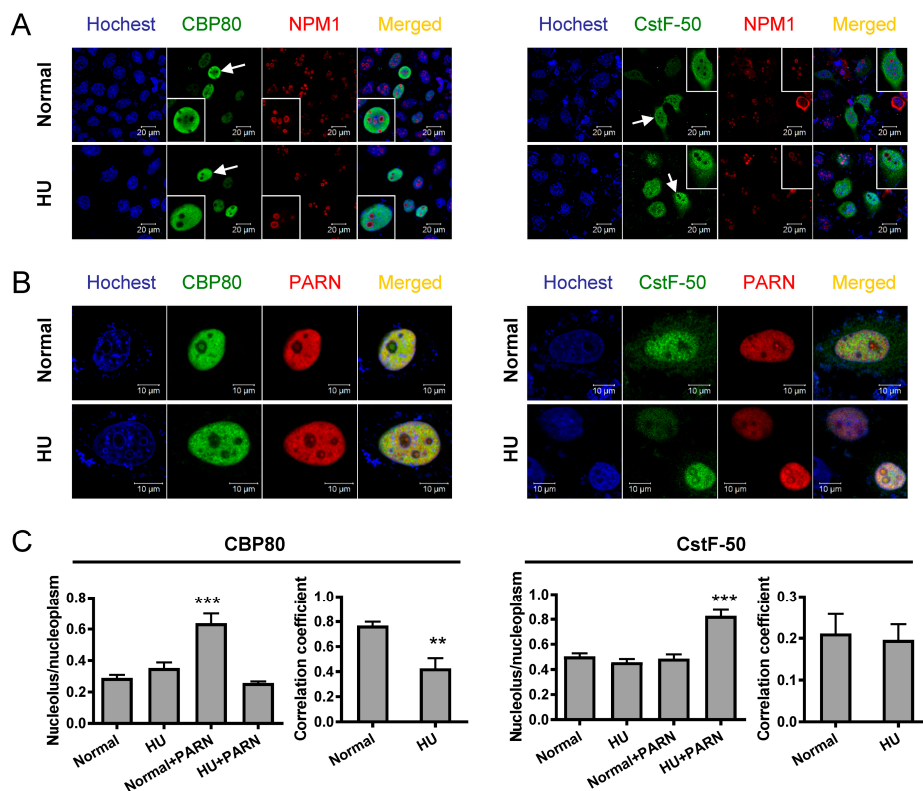 A
Hochest CBP80 NPM1 Merged
Hochest CstF-50 NPM1 Merged
Normal
20 µm 20 µm 20 µm 20 µm
20 µm 20 µm 20 µm 20 µm
HU
20 µm 20 µm 20 µm 20 µm
20 µm 20 µm 20 µm 20 µm
B
Hochest CBP80 PARN Merged
Hochest CstF-50 PARN Merged
Normal
10 µm 10 µm 10 µm 10 µm
Normal
10 µm 10 µm 10 µm 10 µm
HU
10 µm 10 µm 10 µm 10 µm
HU
10 µm 10 µm 10 µm 10 µm
C
CBP80
CstF-50
Nucleolus/nucleoplasm
0.8
0.6
0.4
0.2
0.0
***
Normal HU Normal+PARN HU+PARN
Correlation coefficient
1.0
0.8
0.6
0.4
0.2
0.0
**
Normal HU
Nucleolus/nucleoplasm
1.0
0.8
0.6
0.4
0.2
0.0
***
Normal HU Normal+PARN HU+PARN
Correlation coefficient
0.3
0.2
0.1
0.0
Normal HU